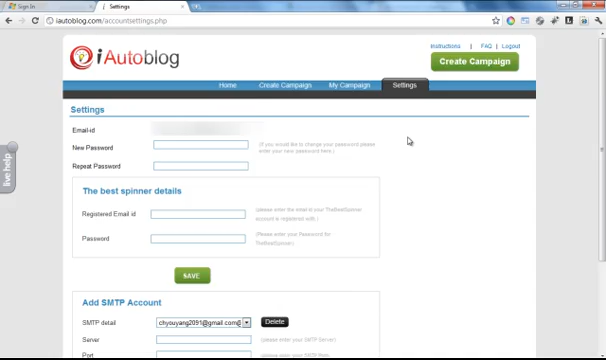 Sign In
Settings
iautoblog.com/accountsettings.php
Instructions | FAQ | Logout
iAutoblog
Create Campaign
Home Create Campaign My Campaign Settings
Settings
Email-id
New Password
(If you would like to change your password please
enter your new password here.)
Repeat Password
live help
The best spinner details
Registered Email id
(please enter the email id your TheBestSpinner
account is registered with.)
Password
(Please enter your Password for
TheBestSpinner)
SAVE
Add SMTP Account
SMTP detail
chyouyang2091@gmail.com
Delete
Server
(please enter your SMTP Server)
Port